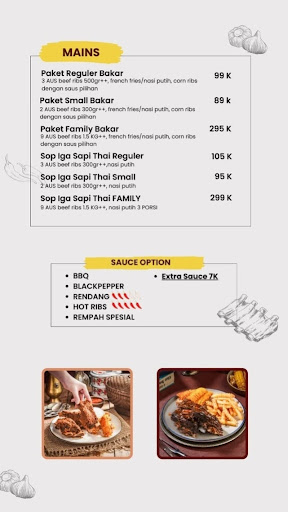 MAINS
Paket Reguler Bakar 99 K
3 AUS beef ribs 500gr++, french fries/nasi putih, corn ribs
dengan saus pilihan
Paket Small Bakar 89 k
2 AUS beef ribs 300gr++, french fries/nasi putih, corn ribs
dengan saus pilihan
Paket Family Bakar 295 K
9 AUS beef ribs 1.5 KG++, french fries/nasi putih, corn ribs
dengan saus pilihan
Sop Iga Sapi Thai Reguler 105 K
3 AUS beef ribs 300gr++,nasi putih
Sop Iga Sapi Thai Small 95 K
2 AUS beef ribs 300gr++, nasi putih
Sop Iga Sapi Thai FAMILY 299 K
9 AUS beef ribs 1.5 KG++, nasi putih 3 PORSI
SAUCE OPTION
• BBQ
• BLACKPEPPER
• RENDANG
• HOT RIBS
• REMPAH SPESIAL
• Extra Sauce 7K